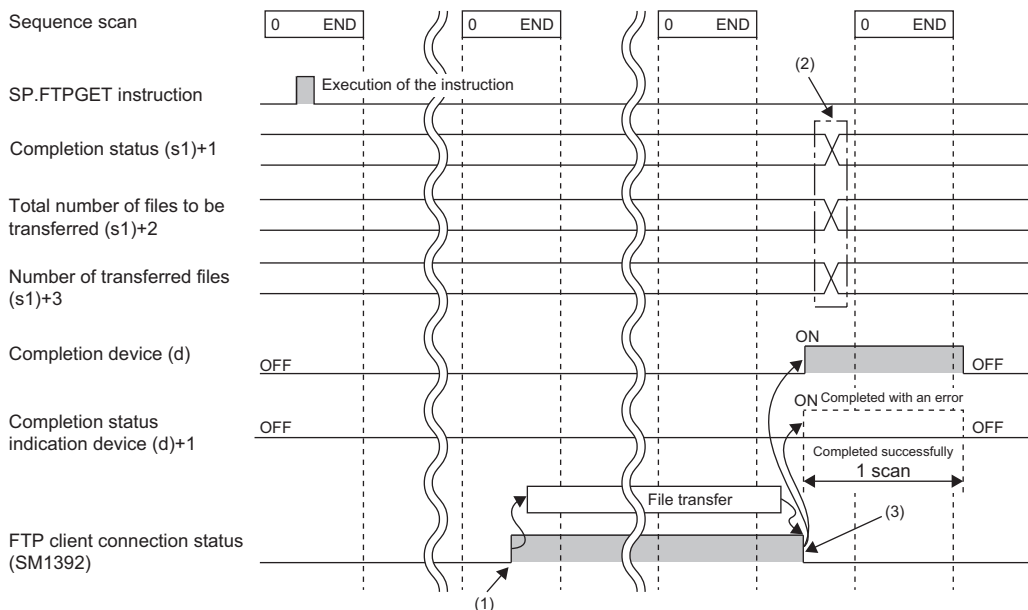 Sequence scan
0 END
0 END
0 END
0 END
(2)
SP.FTPGET instruction
Execution of the instruction
Completion status (s1)+1
Total number of files to be
transferred (s1)+2
Number of transferred files
(s1)+3
ON
Completion device (d)
OFF
OFF
ON
Completed with an error
Completion status
indication device (d)+1
OFF
OFF
Completed successfully
1 scan
File transfer
(3)
FTP client connection status
(SM1392)
(1)